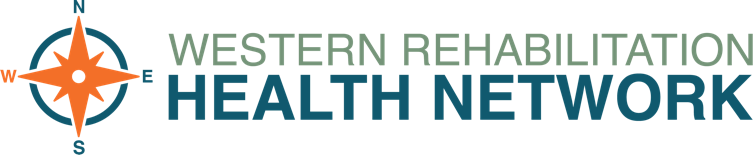 N
W E
S
WESTERN REHABILITATION
HEALTH NETWORK